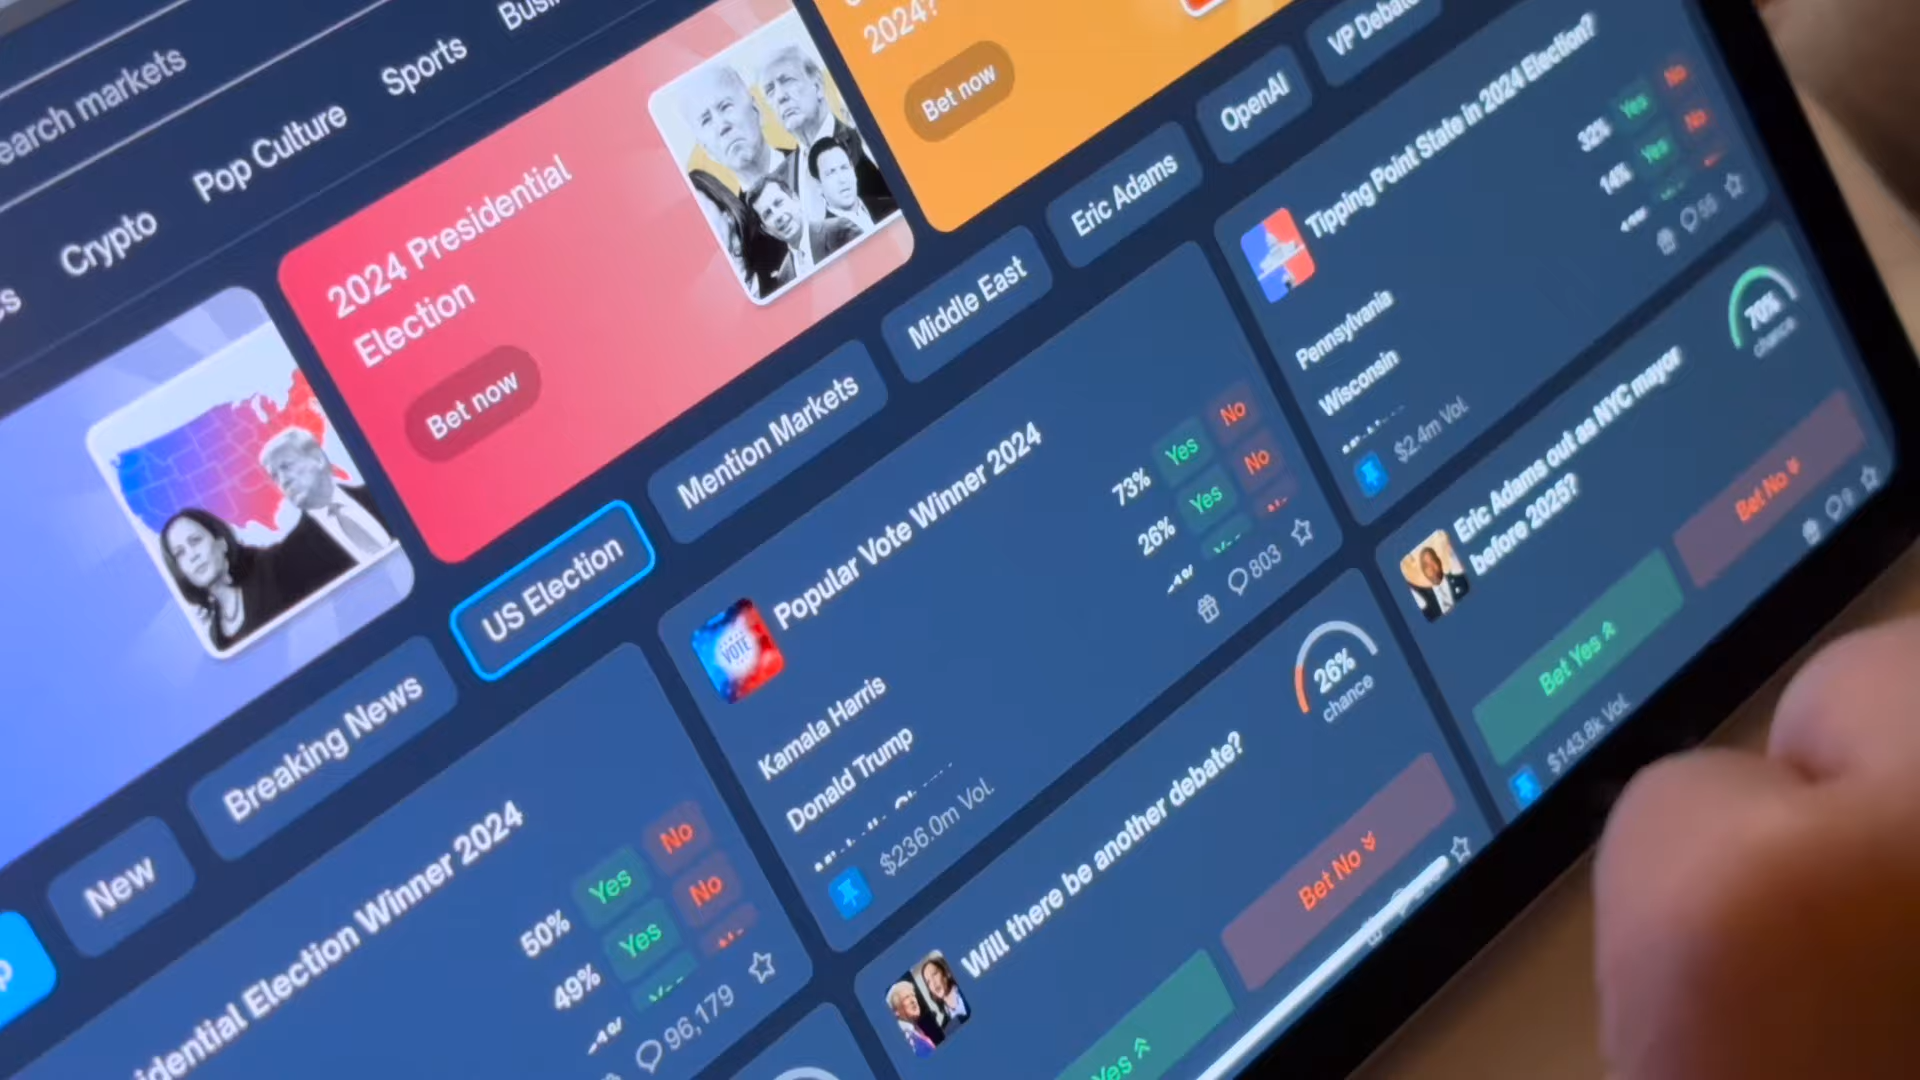 earch markets
Crypto
Pop Culture
Sports
2024 Presidential
Election
Bet now
2024?
Bet now
New
Breaking News
US Election
Mention Markets
Middle East
Eric Adams
OpenAI
VP Debate
idential Election Winner 2024
50% Yes No
49% Yes No
96,179
Popular Vote Winner 2024
Kamala Harris
73% Yes No
Donald Trump
26% Yes No
$236.0m Vol.
803
Tipping Point State in 2024 Election?
Pennsylvania
32% Yes No
Wisconsin
14% Yes No
$2.4m Vol.
55
Will there be another debate?
26%
chance
Yes
Bet No
Eric Adams out as NYC mayor
before 2025?
70%
chance
Bet Yes
Bet No
$143.8k Vol.